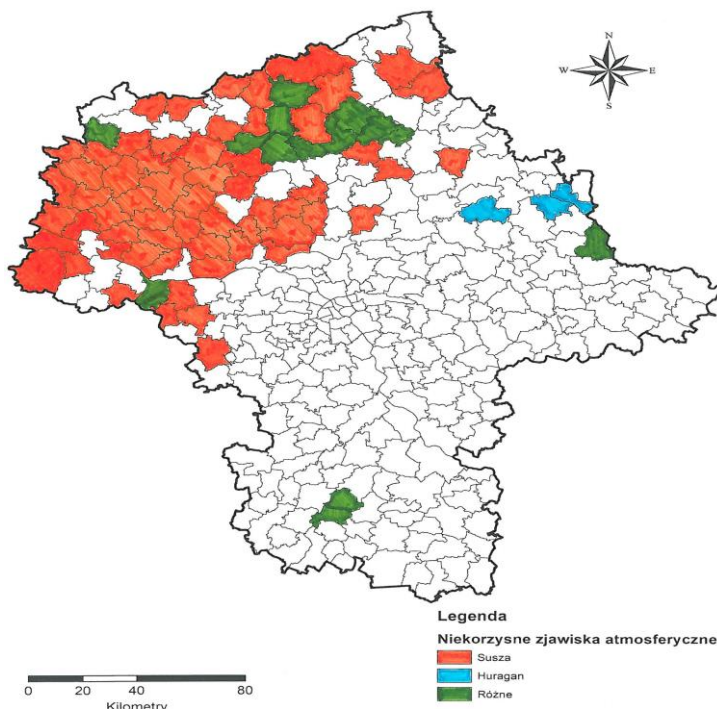 N
W E
S
Legenda
Niekorzysne zjawiska atmosferyczne
Susza
Huragan
Różne
0 20 40 80
Kilometry